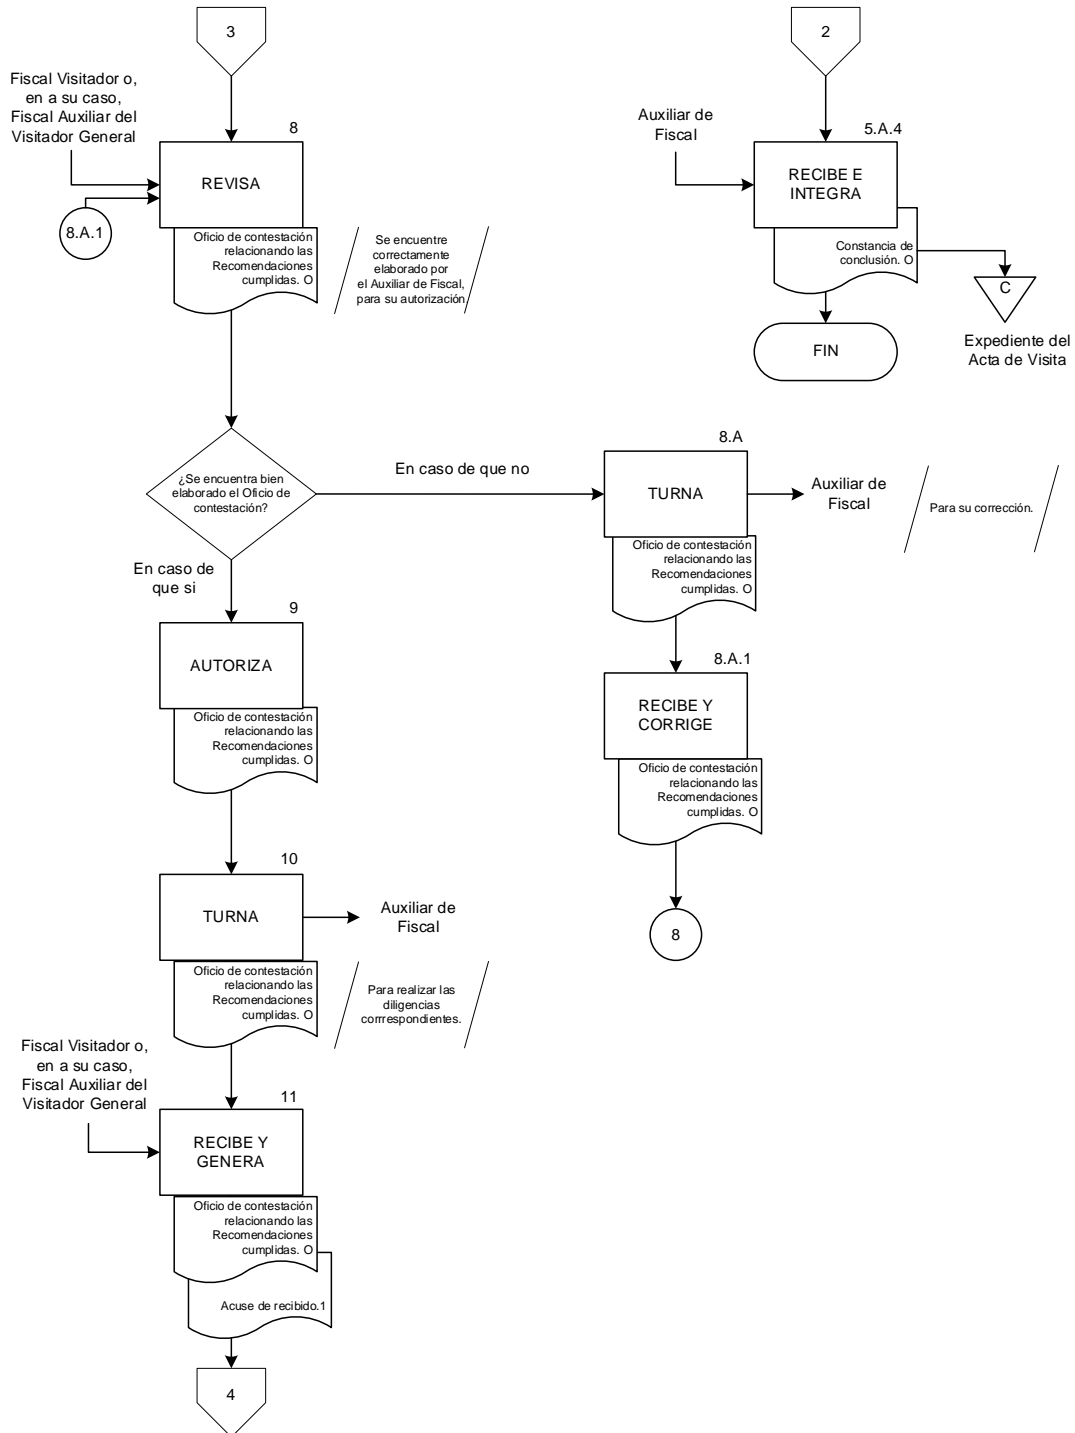 3
Fiscal Visitador o,
en a su caso,
Fiscal Auxiliar del
Visitador General
8
REVISA
8.A.1
Oficio de contestación
relacionando las
Recomendaciones
cumplidas. O
Se encuentre
correctamente
elaborado por
el Auxiliar de Fiscal,
para su autorización
¿Se encuentra bien
elaborado el Oficio de
contestación?
En caso de que no
En caso de
que si
9
AUTORIZA
Oficio de contestación
relacionando las
Recomendaciones
cumplidas. O
10
TURNA
Auxiliar de
Fiscal
Oficio de contestación
relacionando las
Recomendaciones
cumplidas. O
Para realizar las
diligencias
corrrespondientes.
Fiscal Visitador o,
en a su caso,
Fiscal Auxiliar del
Visitador General
11
RECIBE Y
GENERA
Oficio de contestación
relacionando las
Recomendaciones
cumplidas. O
Acuse de recibido.1
4
2
Auxiliar de
Fiscal
5.A.4
RECIBE E
INTEGRA
Constancia de
conclusión. O
C
Expediente del
Acta de Visita
FIN
8.A
TURNA
Auxiliar de
Fiscal
Para su corrección.
Oficio de contestación
relacionando las
Recomendaciones
cumplidas. O
8.A.1
RECIBE Y
CORRIGE
Oficio de contestación
relacionando las
Recomendaciones
cumplidas. O
8